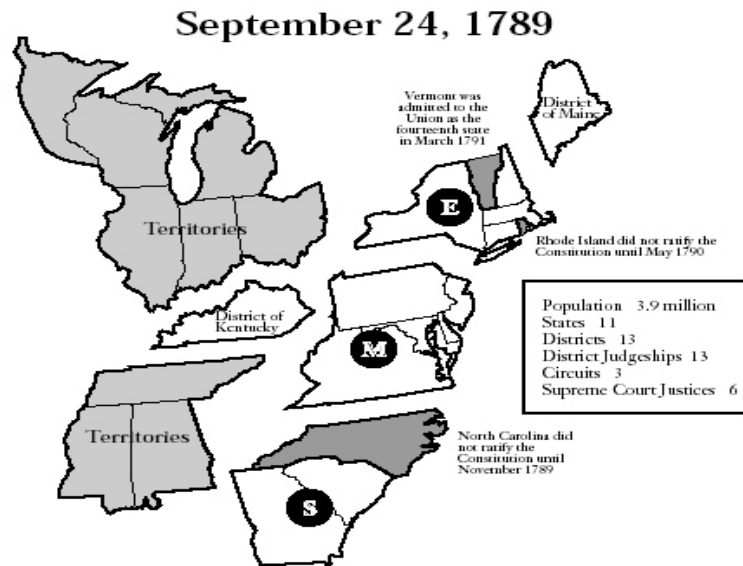 September 24, 1789
Vermont was
admitted to the
Union as the
fourteenth state
in March 1791
District
of Maine
E
Territories
Rhode Island did not ratify the
Constitution until May 1790
District of
Kentucky
M
Population 3.9 million
States 11
Districts 13
District Judgeships 13
Circuits 3
Supreme Court Justices 6
Territories
North Carolina did
not ratify the
Constitution until
November 1789
S